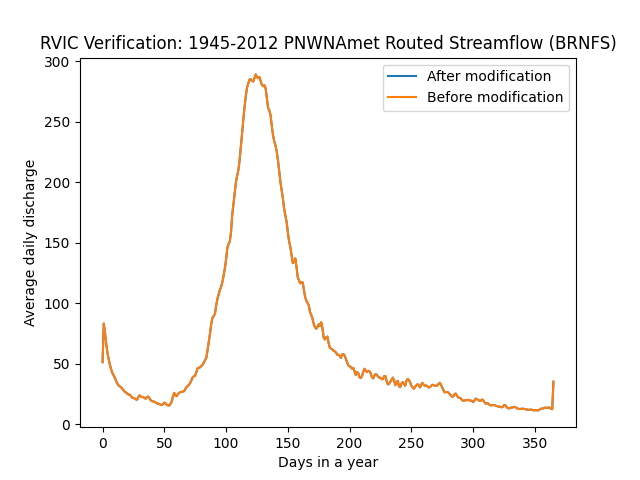 RVIC Verification: 1945-2012 PNWNAmet Routed Streamflow (BRNFS)
After modification
Before modification
Average daily discharge
300
250
200
150
100
50
0
0 50 100 150 200 250 300 350
Days in a year